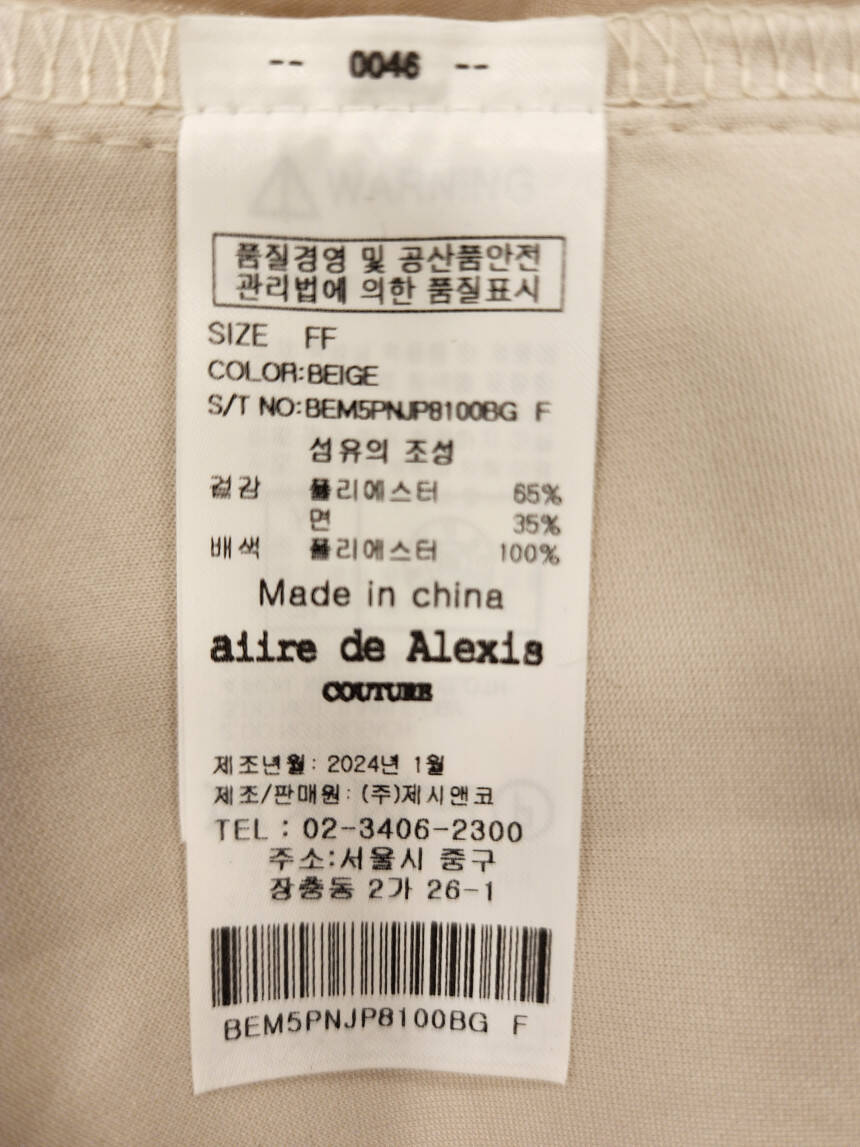 -- 0046 --
WARNING
품질경영 및 공산품안전
관리법에 의한 품질표시
SIZE FF
COLOR:BEIGE
S/T NO:BEM5PNJP8100BG F
섬유의 조성
겉감 폴리에스터 65%
면 35%
배색 폴리에스터 100%
Made in china
aiire de Alexis
COUTURE
제조년월: 2024년 1월
제조/판매원: (주)제시앤코
TEL : 02-3406-2300
주소:서울시 중구
장충동 2가 26-1
BEM5PNJP8100BG F